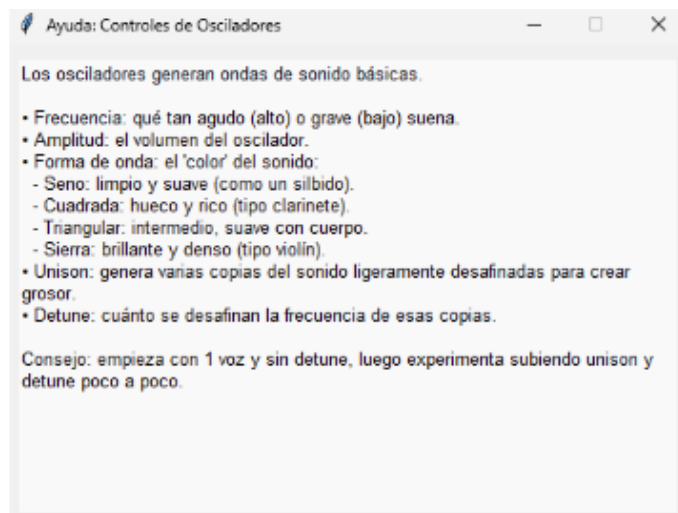 Ayuda: Controles de Osciladores
Los osciladores generan ondas de sonido básicas.
• Frecuencia: qué tan agudo (alto) o grave (bajo) suena.
• Amplitud: el volumen del oscilador.
• Forma de onda: el 'color' del sonido:
- Seno: limpio y suave (como un silbido).
- Cuadrada: hueco y rico (tipo clarinete).
- Triangular: intermedio, suave con cuerpo.
- Sierra: brillante y denso (tipo violín).
• Unison: genera varias copias del sonido ligeramente desafinadas para crear
grosor.
• Detune: cuánto se desafinan la frecuencia de esas copias.
Consejo: empieza con 1 voz y sin detune, luego experimenta subiendo unison y
detune poco a poco.